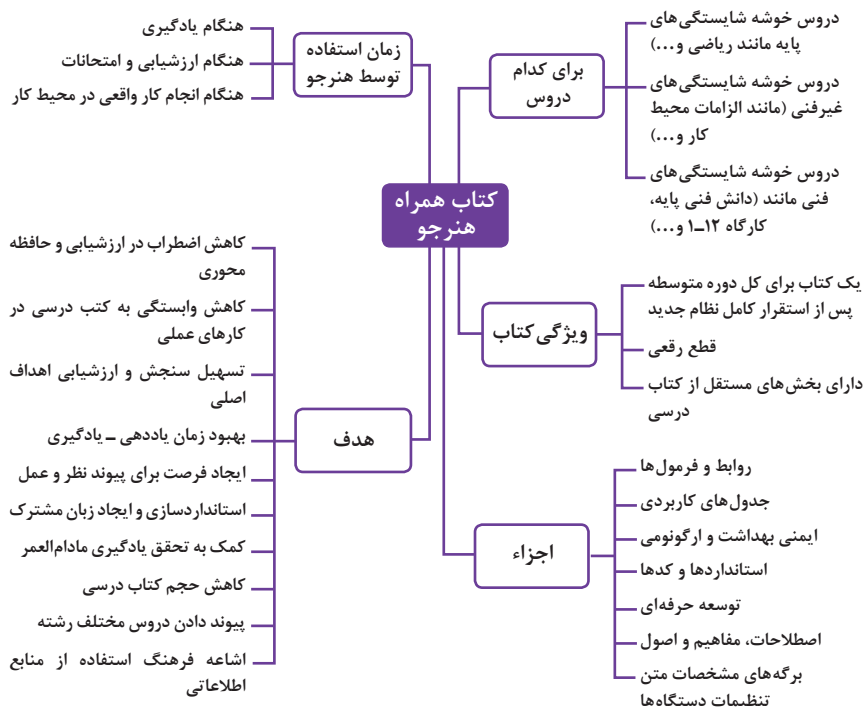 کتاب همراه
هنرجو
برای کدام
دروس
دروس خوشه شایستگی‌های
پایه مانند ریاضی و...)
دروس خوشه شایستگی‌های
غیرفنی (مانند الزامات محیط
کار و...)
دروس خوشه شایستگی‌های
فنی مانند (دانش فنی پایه،
کارگاه ۱۲ــ۱ و...)
ویژگی کتاب
یک کتاب برای کل دوره متوسطه
پس از استقرار کامل نظام جدید
قطع رقعی
دارای بخش‌های مستقل از کتاب
درسی
اجزاء
روابط و فرمول‌ها
جدول‌های کاربردی
ایمنی بهداشت و ارگونومی
استانداردها و کدها
توسعه حرفه‌ای
اصطلاحات، مفاهیم و اصول
برگه‌های مشخصات متن
تنظیمات دستگاه‌ها
زمان استفاده
توسط هنرجو
هنگام یادگیری
هنگام ارزشیابی و امتحانات
هنگام انجام کار واقعی در محیط کار
هدف
کاهش اضطراب در ارزشیابی و حافظه
محوری
کاهش وابستگی به کتب درسی در
کارهای عملی
تسهیل سنجش و ارزشیابی اهداف
اصلی
بهبود زمان یاددهی ــ یادگیری
ایجاد فرصت برای پیوند نظر و عمل
استانداردسازی و ایجاد زبان مشترک
کمک به تحقق یادگیری مادام‌العمر
کاهش حجم کتاب درسی
پیوند دادن دروس مختلف رشته
اشاعه فرهنگ استفاده از منابع
اطلاعاتی